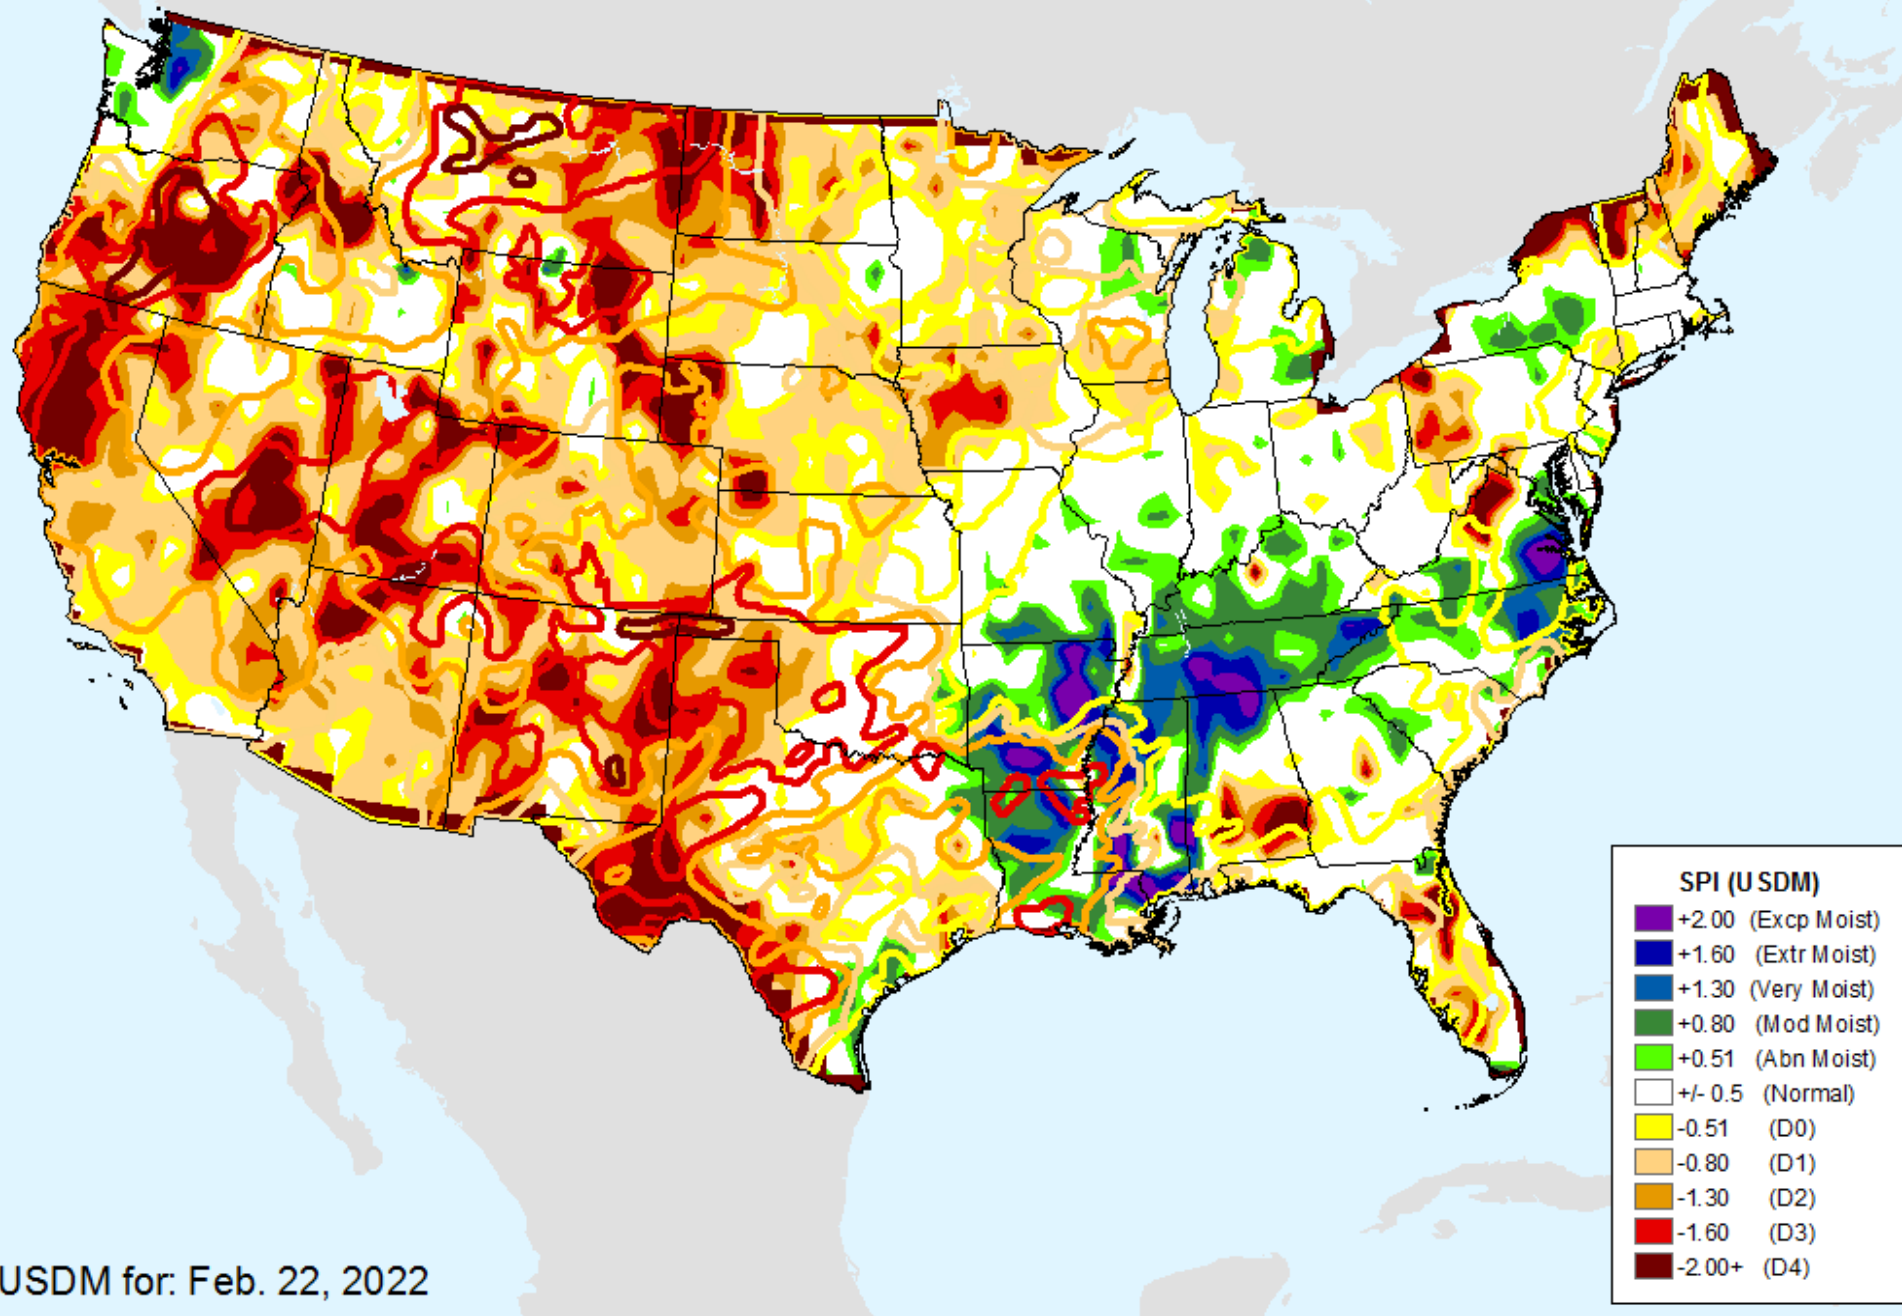 SPI (USDM)
+2.00 (Excp Moist)
+1.60 (Extr Moist)
+1.30 (Very Moist)
+0.80 (Mod Moist)
+0.51 (Abn Moist)
+/- 0.5 (Normal)
-0.51 (D0)
-0.80 (D1)
-1.30 (D2)
-1.60 (D3)
-2.00+ (D4)
USDM for: Feb. 22, 2022